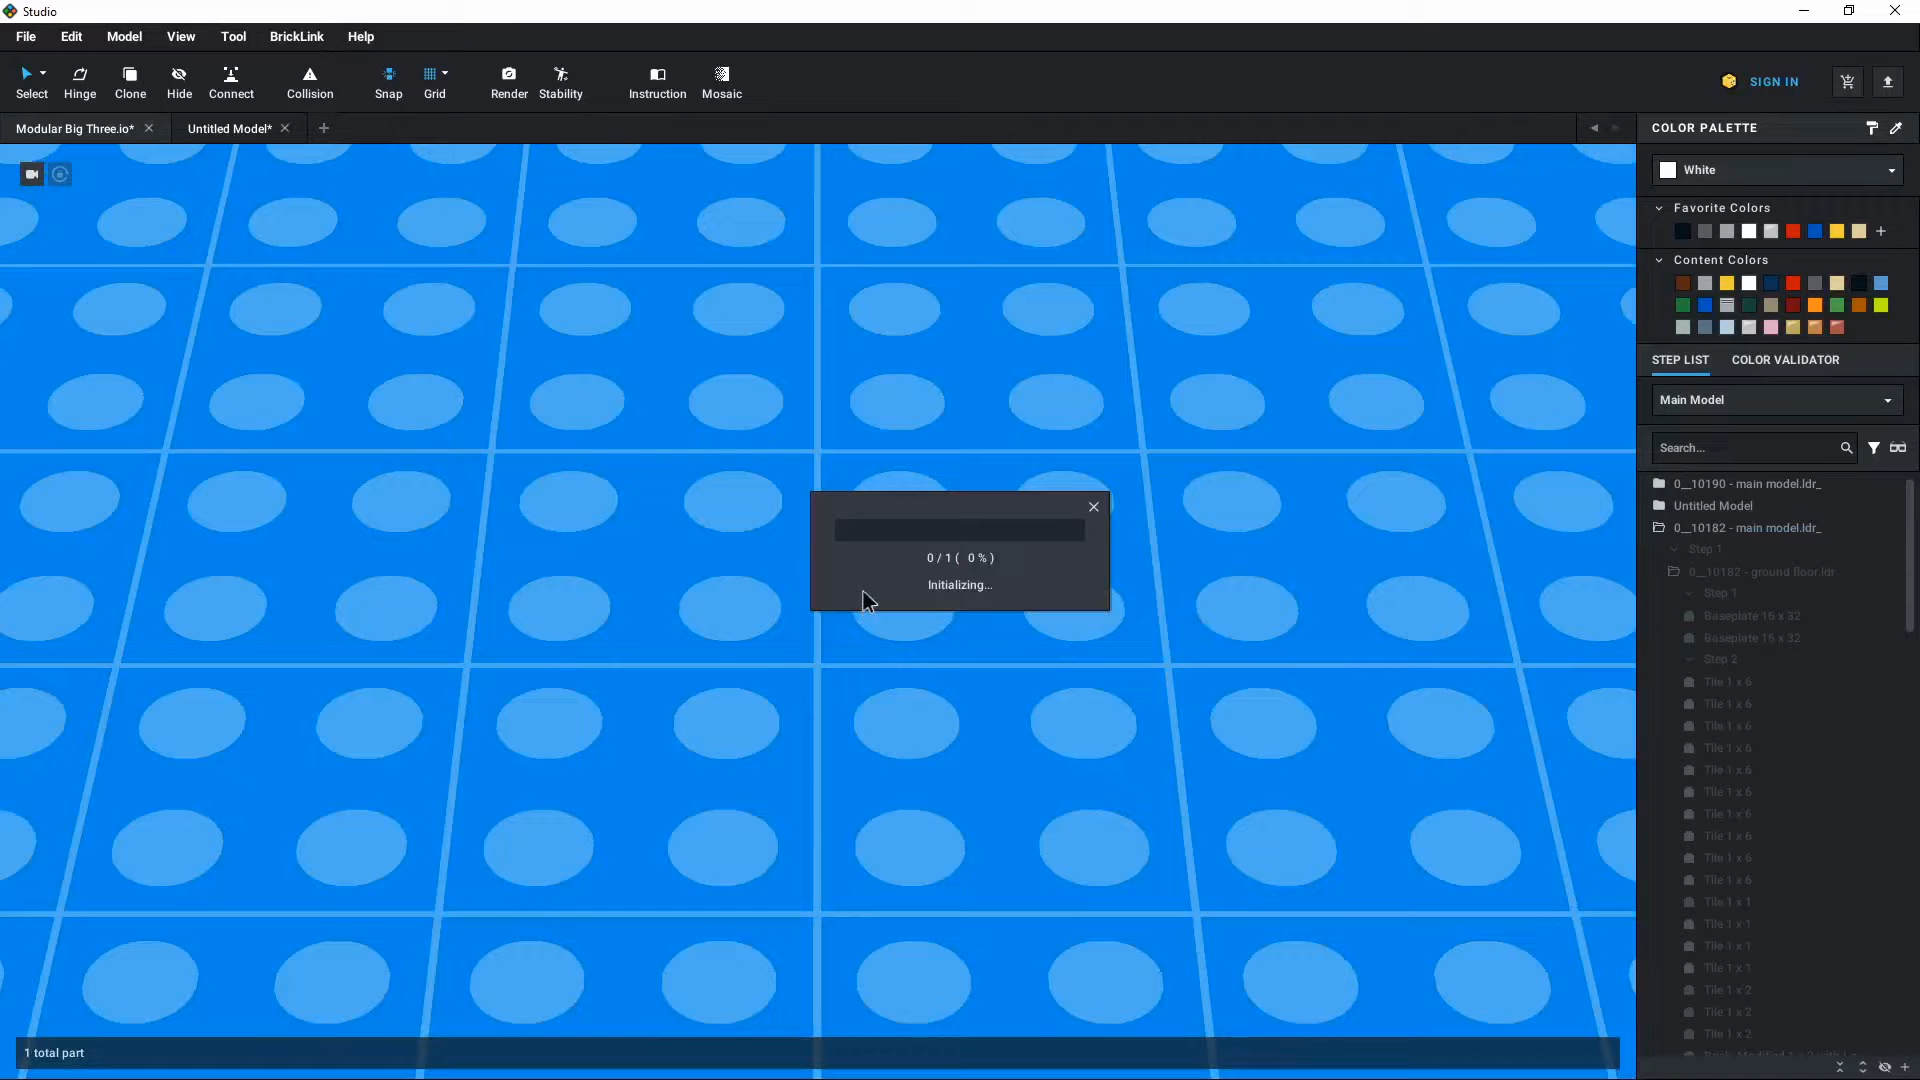 Studio
File Edit Model View Tool BrickLink Help
Select Hinge Clone Hide Connect Collision Snap Grid Render Stability Instruction Mosaic
SIGN IN
Modular Big Three.io*
Untitled Model*
COLOR PALETTE
White
Favorite Colors
Content Colors
STEP LIST COLOR VALIDATOR
Main Model
Search...
0__10190 - main model.ldr_
Untitled Model
0__10182 - main model.ldr_
Step 1
0__10182 - ground floor.ldr
Step 1
Baseplate 16 x 32
Baseplate 16 x 32
Step 2
Tile 1 x 6
Tile 1 x 6
Tile 1 x 6
Tile 1 x 6
Tile 1 x 6
Tile 1 x 6
Tile 1 x 6
Tile 1 x 6
Tile 1 x 6
Tile 1 x 6
Tile 1 x 1
Tile 1 x 1
Tile 1 x 1
Tile 1 x 1
Tile 1 x 2
Tile 1 x 2
Tile 1 x 2
0 / 1 ( 0 % )
Initializing...
1 total part